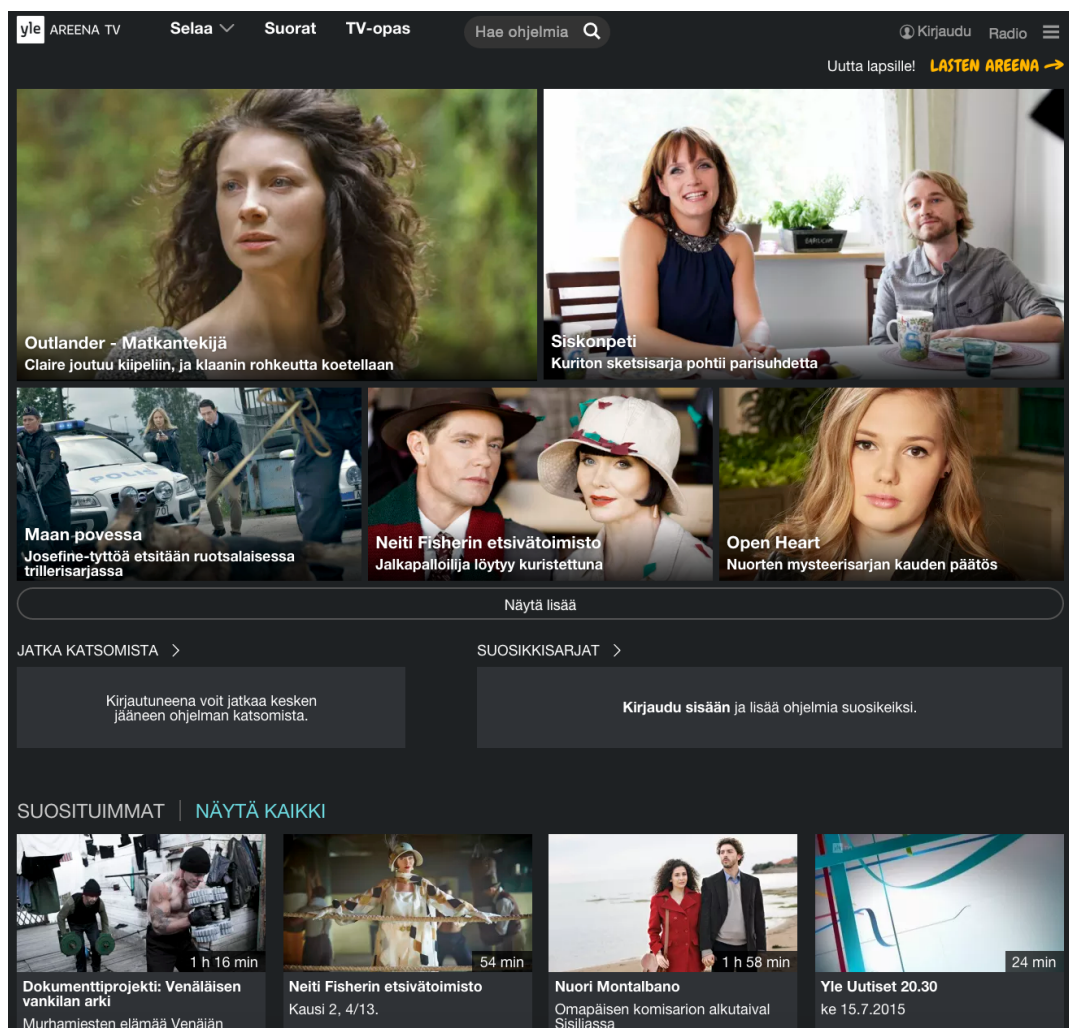 yle AREENA TV
Selaa
Suorat
TV-opas
Hae ohjelmia
Kirjaudu
Radio
Uutta lapsille! LASTEN AREENA
Outlander - Matkantekijä
Claire joutuu kiipeliin, ja klaanin rohkeutta koetellaan
Siskonpeti
Kuriton sketsisarja pohtii parisuhdetta
POLIS
Maan povessa
Josefine-tyttöä etsitään ruotsalaisessa
trillerisarjassa
Neiti Fisherin etsivätoimisto
Jalkapalloilija löytyy kuristettuna
Open Heart
Nuorten mysteerisarjan kauden päätös
Näytä lisää
JATKA KATSOMISTA
Kirjautuneena voit jatkaa kesken
jääneen ohjelman katsomista.
SUOSIKKISARJAT
Kirjaudu sisään ja lisää ohjelmia suosikeiksi.
SUOSITUIMMAT
NÄYTÄ KAIKKI
1 h 16 min
Dokumenttiprojekti: Venäläisen
vankilan arki
Murhamiesten elämää Venäjän
54 min
Neiti Fisherin etsivätoimisto
Kausi 2, 4/13.
1 h 58 min
Nuori Montalbano
Omapäisen komisarion alkutaival
Sisiliassa
yle
24 min
Yle Uutiset 20.30
ke 15.7.2015